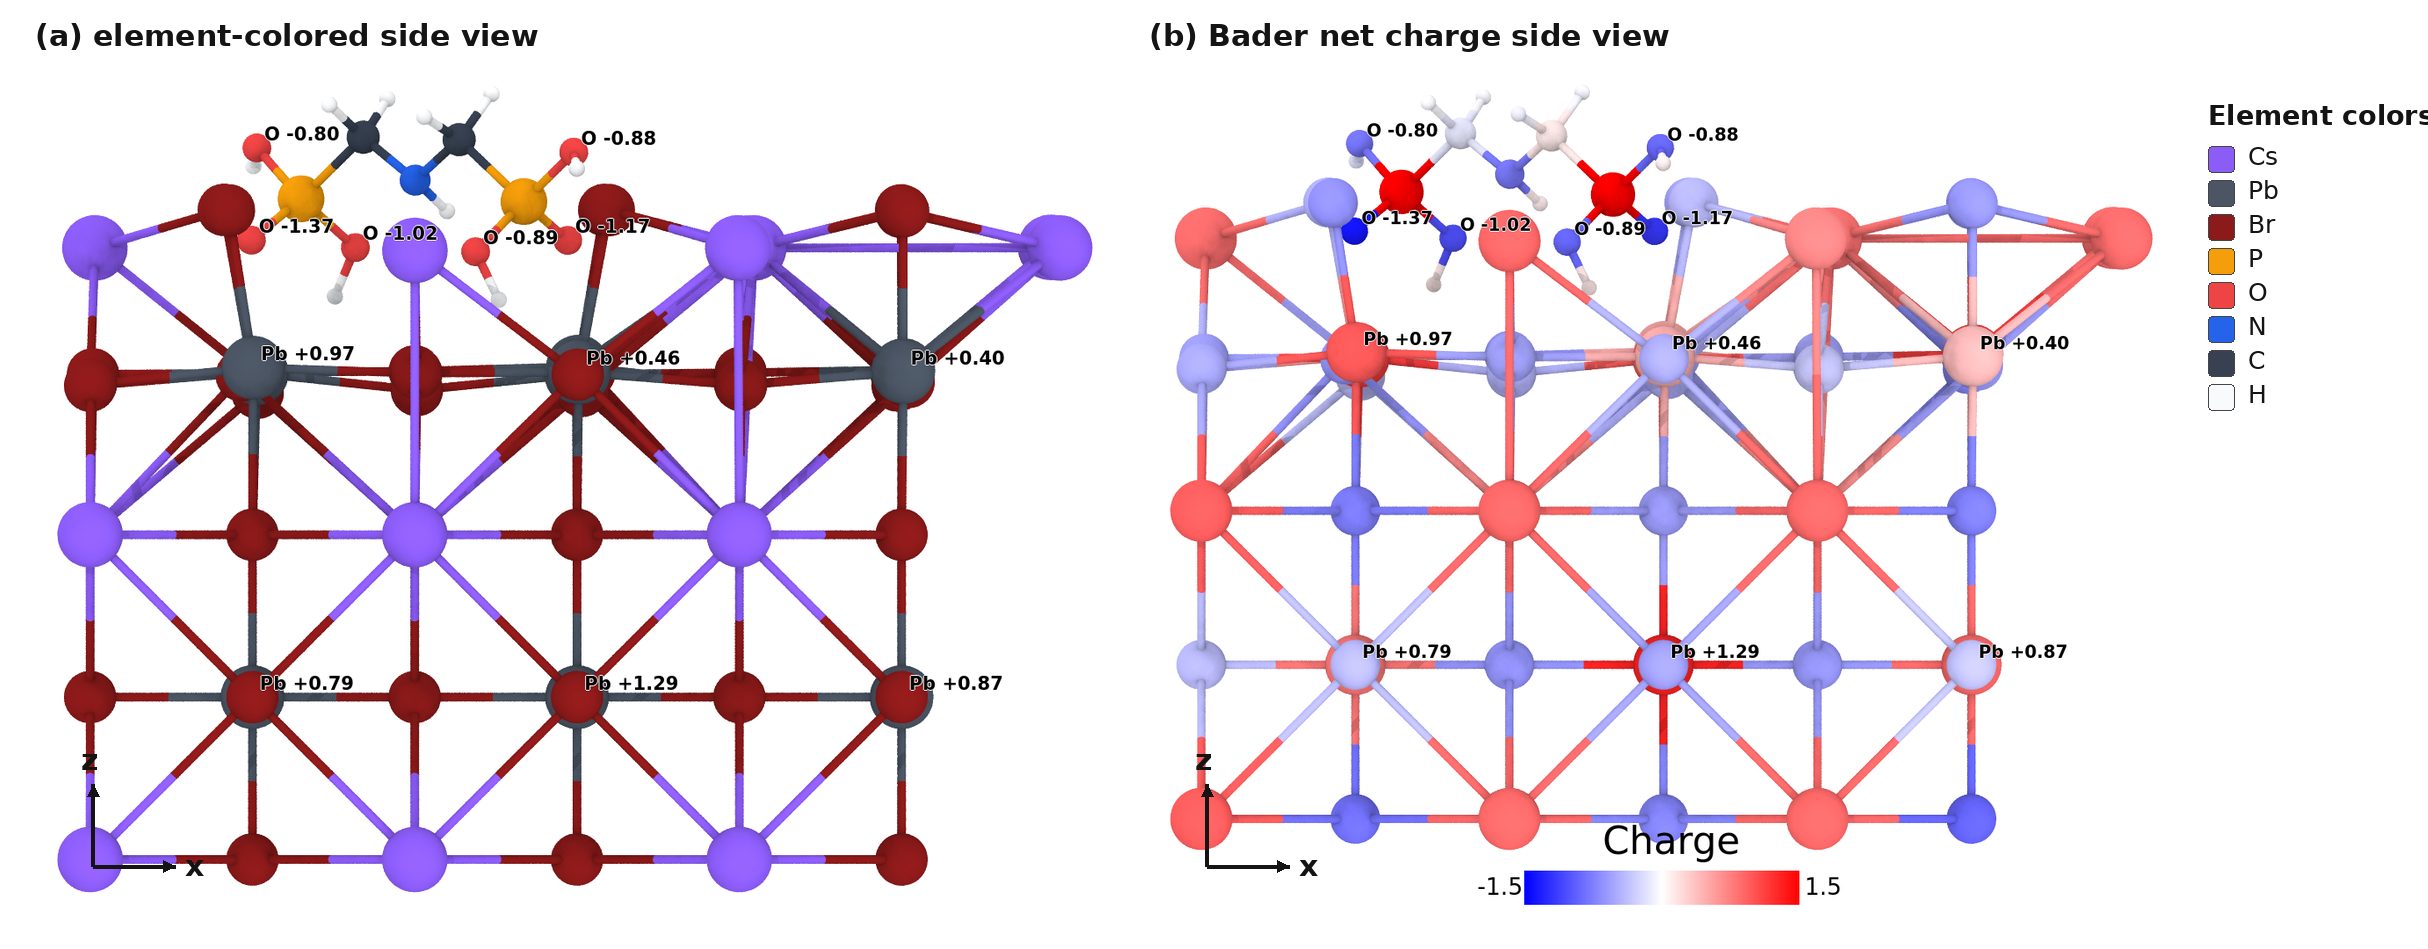 (a) element-colored side view
(b) Bader net charge side view
O -0.80
O -0.88
O -1.37
O -1.02
O -0.89
O -1.17
Pb +0.97
Pb +0.46
Pb +0.40
Pb +0.79
Pb +1.29
Pb +0.87
z
x
O -0.80
O -0.88
O -1.37
O -1.02
O -0.89
O -1.17
Pb +0.97
Pb +0.46
Pb +0.40
Pb +0.79
Pb +1.29
Pb +0.87
z
x
Charge
-1.5
1.5
Element colors
Cs
Pb
Br
P
O
N
C
H